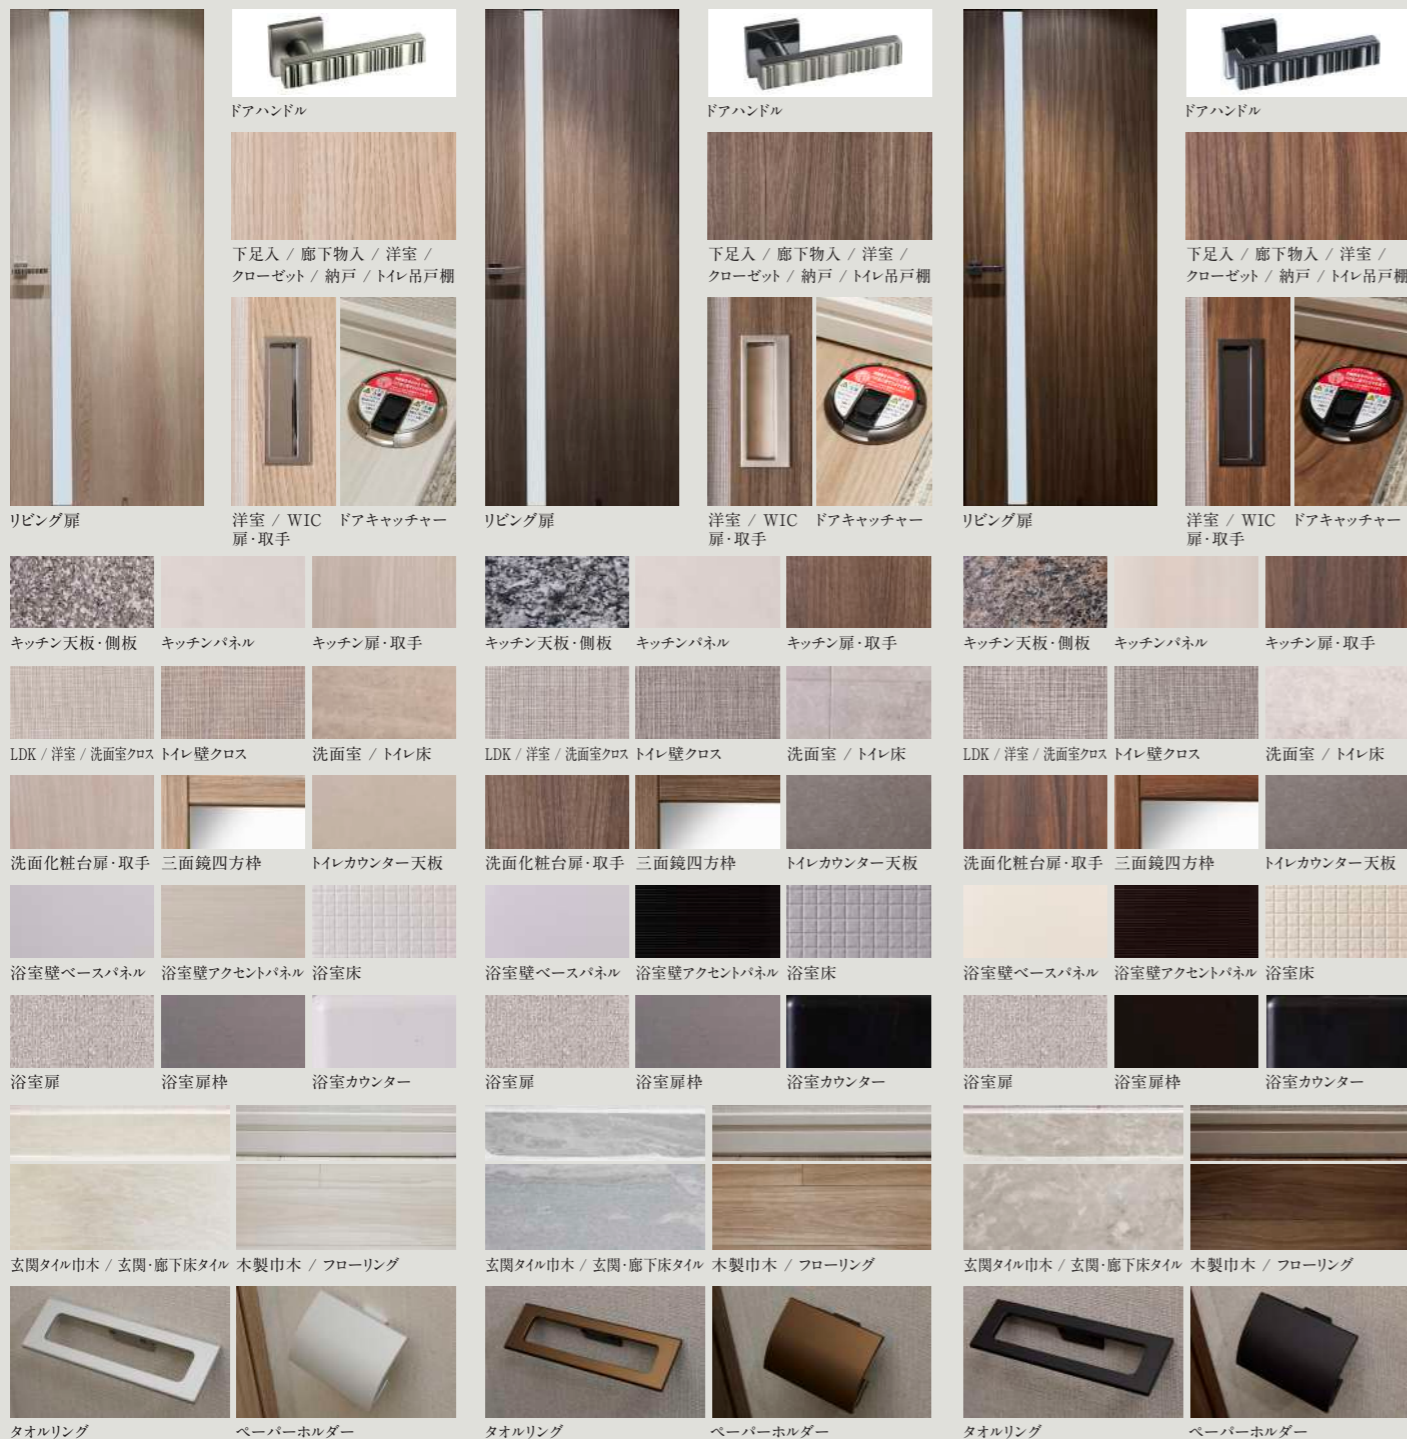 ドアハンドル
下足入 / 廊下物入 / 洋室 /
クローゼット / 納戸 / トイレ吊戸棚
リビング扉
洋室 / WIC
扉・取手
ドアキャッチャー
キッチン天板・側板
キッチンパネル
キッチン扉・取手
LDK / 洋室 / 洗面室クロス
トイレ壁クロス
洗面室 / トイレ床
洗面化粧台扉・取手
三面鏡四方枠
トイレカウンター天板
浴室壁ベースパネル
浴室壁アクセントパネル
浴室床
浴室扉
浴室扉枠
浴室カウンター
玄関タイル巾木 / 玄関・廊下床タイル
木製巾木 / フローリング
タオルリング
ペーパーホルダー
ドアハンドル
下足入 / 廊下物入 / 洋室 /
クローゼット / 納戸 / トイレ吊戸棚
リビング扉
洋室 / WIC
扉・取手
ドアキャッチャー
キッチン天板・側板
キッチンパネル
キッチン扉・取手
LDK / 洋室 / 洗面室クロス
トイレ壁クロス
洗面室 / トイレ床
洗面化粧台扉・取手
三面鏡四方枠
トイレカウンター天板
浴室壁ベースパネル
浴室壁アクセントパネル
浴室床
浴室扉
浴室扉枠
浴室カウンター
玄関タイル巾木 / 玄関・廊下床タイル
木製巾木 / フローリング
タオルリング
ペーパーホルダー
ドアハンドル
下足入 / 廊下物入 / 洋室 /
クローゼット / 納戸 / トイレ吊戸棚
リビング扉
洋室 / WIC
扉・取手
ドアキャッチャー
キッチン天板・側板
キッチンパネル
キッチン扉・取手
LDK / 洋室 / 洗面室クロス
トイレ壁クロス
洗面室 / トイレ床
洗面化粧台扉・取手
三面鏡四方枠
トイレカウンター天板
浴室壁ベースパネル
浴室壁アクセントパネル
浴室床
浴室扉
浴室扉枠
浴室カウンター
玄関タイル巾木 / 玄関・廊下床タイル
木製巾木 / フローリング
タオルリング
ペーパーホルダー